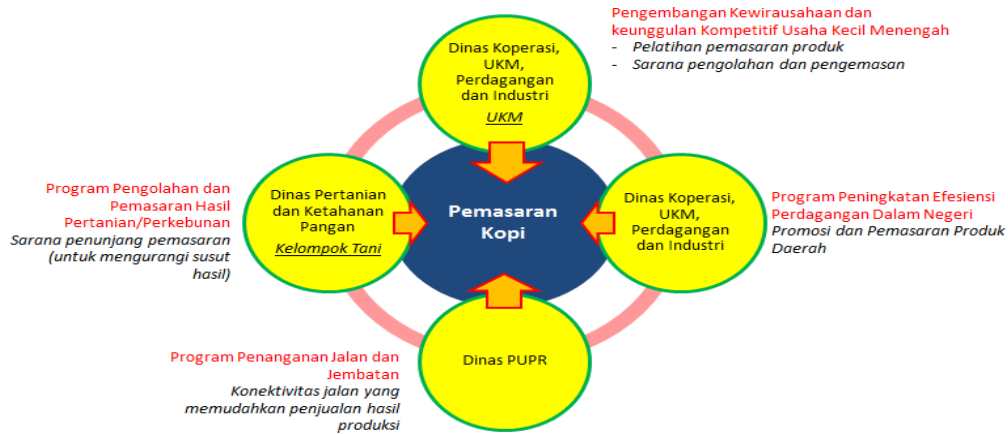 Pengembangan Kewirausahaan dan
keunggulan Kompetitif Usaha Kecil Menengah
- Pelatihan pemasaran produk
- Sarana pengolahan dan pengemasan
Dinas Koperasi,
UKM,
Perdagangan
dan Industri
UKM
Program Pengolahan dan
Pemasaran Hasil
Pertanian/Perkebunan
Sarana penunjang pemasaran
(untuk mengurangi susut
hasil)
Dinas Pertanian
dan Ketahanan
Pangan
Kelompok Tani
Pemasaran
Kopi
Dinas Koperasi,
UKM,
Perdagangan
dan Industri
Program Peningkatan Efesiensi
Perdagangan Dalam Negeri
Promosi dan Pemasaran Produk
Daerah
Program Penanganan Jalan dan
Jembatan
Konektivitas jalan yang
memudahkan penjualan hasil
produksi
Dinas PUPR